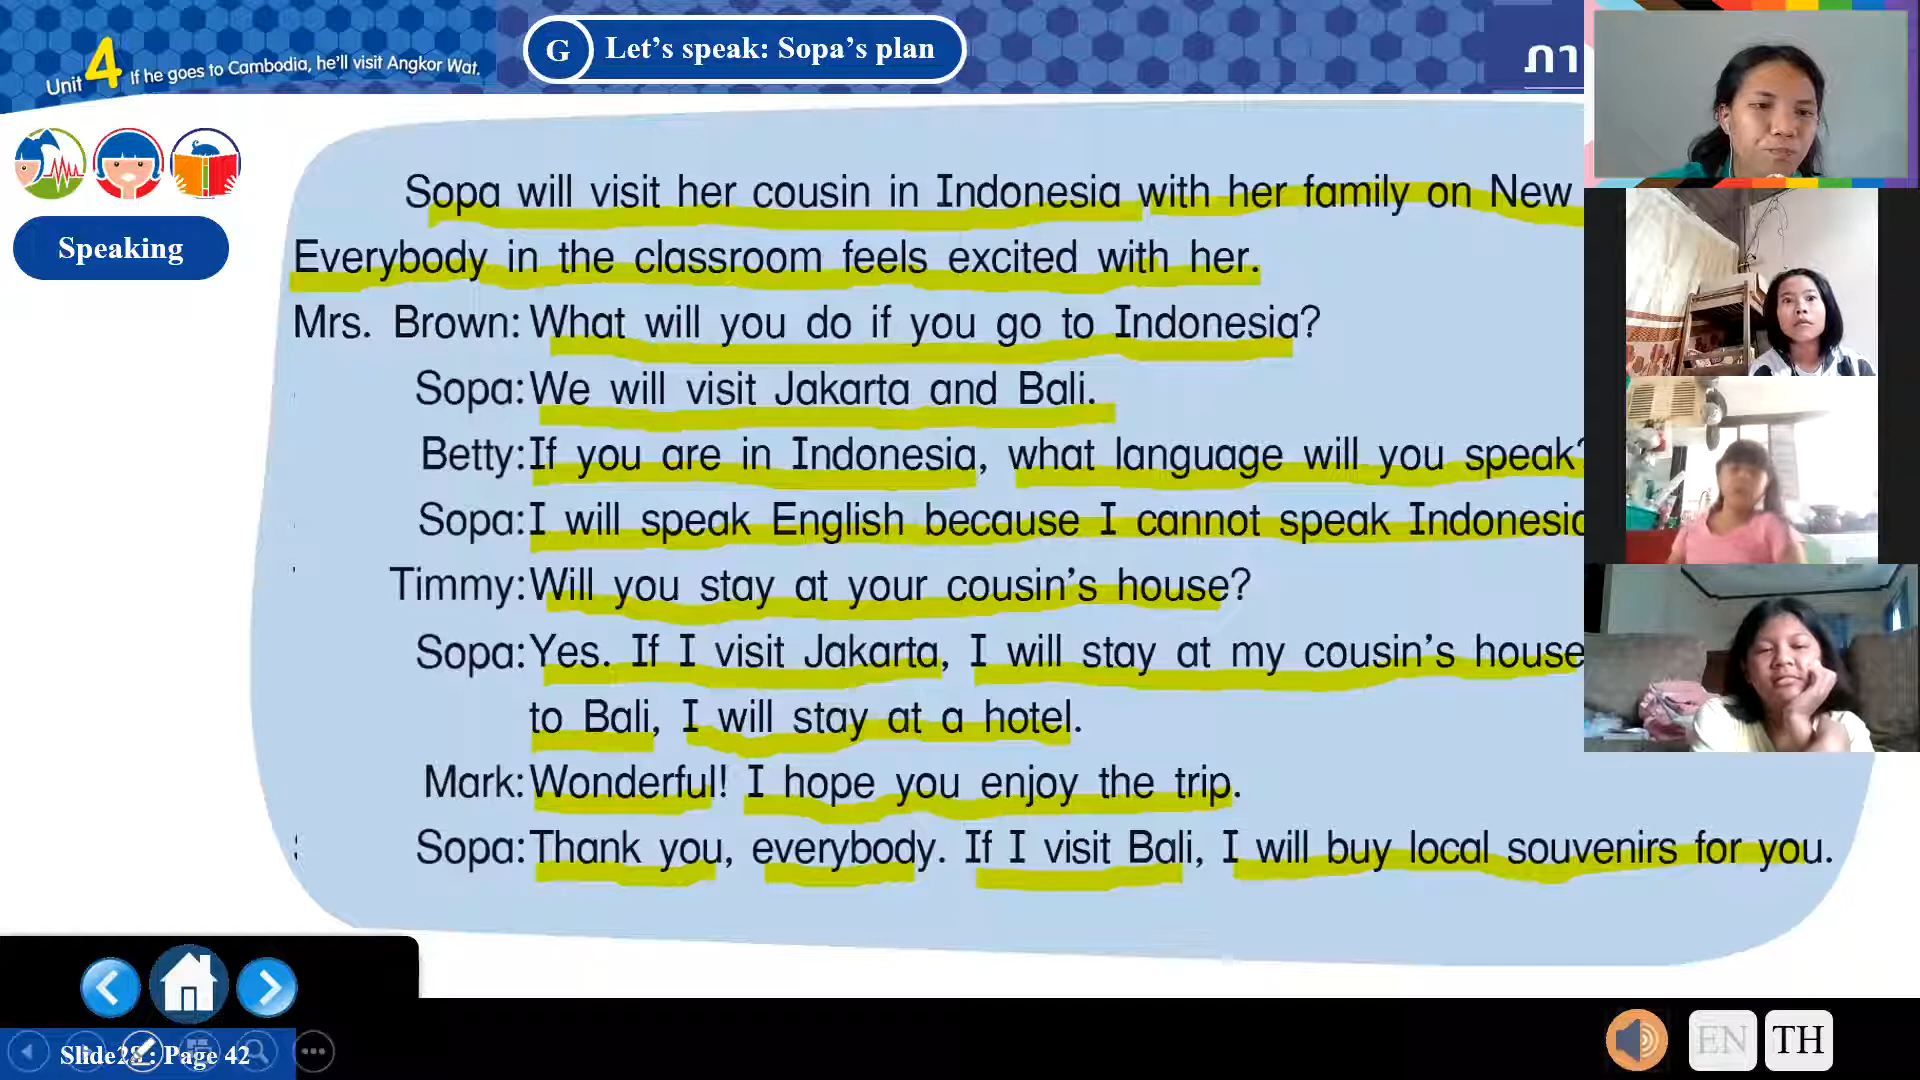 Unit 4 If he goes to Cambodia, he'll visit Angkor Wat.
G Let's speak: Sopa's plan
ภา
Speaking
Sopa will visit her cousin in Indonesia with her family on New
Everybody in the classroom feels excited with her.
Mrs. Brown: What will you do if you go to Indonesia?
Sopa: We will visit Jakarta and Bali.
Betty: If you are in Indonesia, what language will you speak?
Sopa: I will speak English because I cannot speak
Timmy: Will you stay at your cousin's house?
Sopa: Yes. If I visit Jakarta, I will stay at my cousin's house
to Bali, I will stay at a hotel.
Mark: Wonderful! I hope you enjoy the trip.
Sopa: Thank you, everybody. If I visit Bali, I will buy local souvenirs for you.
Slide28 : Page 42
EN TH